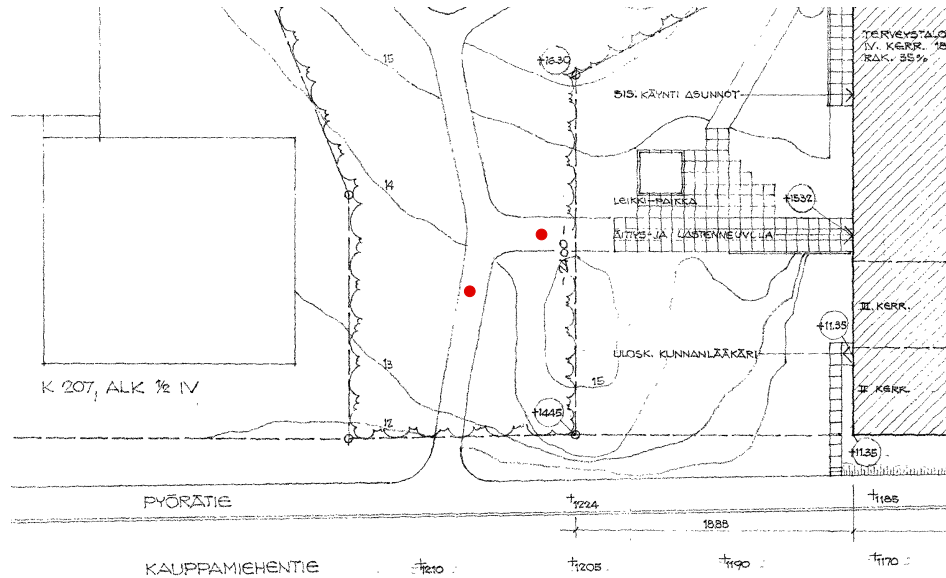 TERVEYSTALO
IV. KERR. 18
RAK. 35%
15
+1630
SIS. KÄYNTI ASUNNOT
14
LEIKKI-PAIKKA
+1532
ÄITIYS-JA LASTENNEUVLLA
2400
III. KERR.
+11.35
ULOSK. KUNNANLÄÄKÄRI
13
15
K 207, ALK ½ IV
II KERR.
+1445
12
+11.35
PYÖRÄTIE
+1224
+1185
1888
KAUPPAMIEHENTIE
+1210
+1205
+1190
+1170